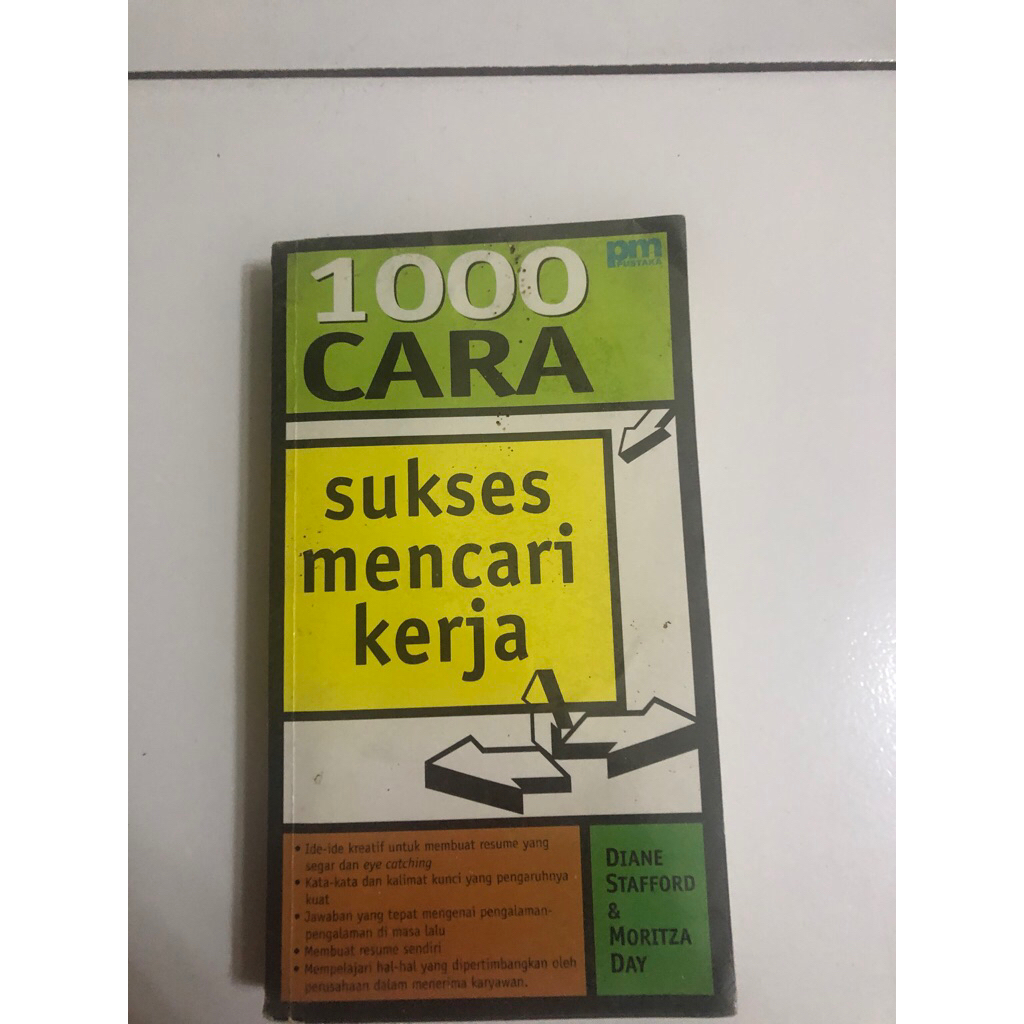 pm
PUSTAKA
1000
CARA
sukses
mencari
kerja
• Ide-ide kreatif untuk membuat resume yang
segar dan eye catching
• Kata-kata dan kalimat kunci yang pengaruhnya
kuat
• Jawaban yang tepat mengenai pengalaman-
pengalaman di masa lalu
• Membuat resume sendiri
• Mempelajari hal-hal yang dipertimbangkan oleh
perusahaan dalam menerima karyawan.
DIANE
STAFFORD
&
MORITZA
DAY